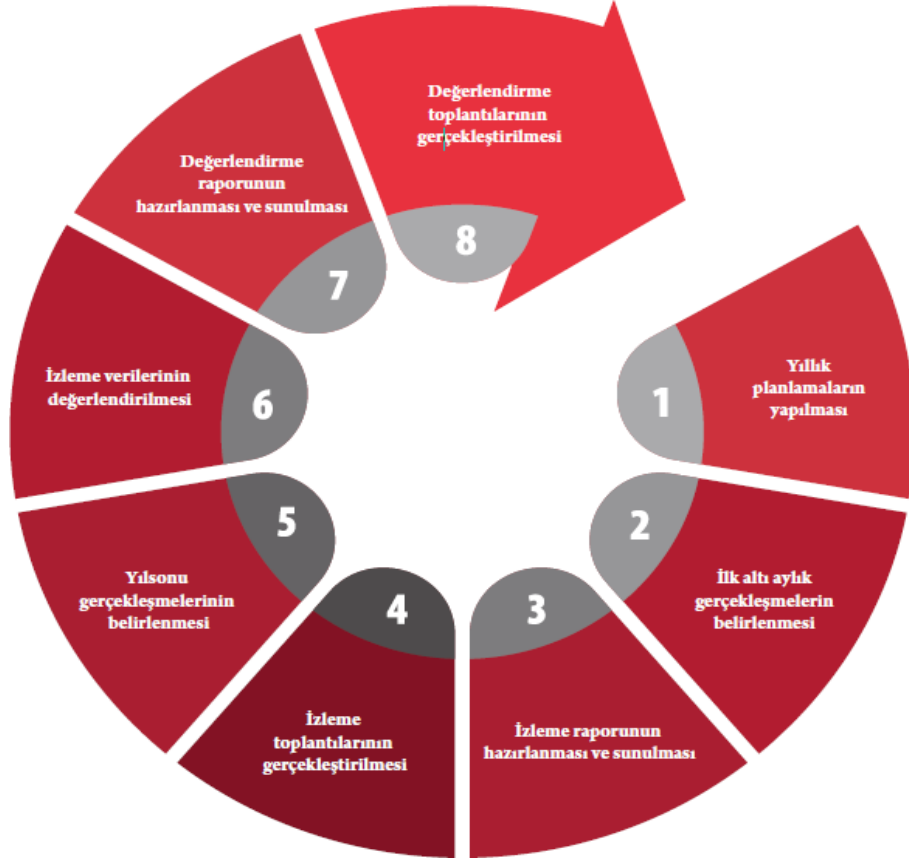 1
Yıllık
planlamaların
yapılması
2
İlk altı aylık
gerçekleşmelerin
belirlenmesi
3
İzleme raporunun
hazırlanması ve sunulması
4
İzleme
toplantılarının
gerçekleştirilmesi
5
Yılsonu
gerçekleşmelerinin
belirlenmesi
6
İzleme verilerinin
değerlendirilmesi
7
Değerlendirme
raporunun
hazırlanması ve sunulması
8
Değerlendirme
toplantılarının
gerçekleştirilmesi